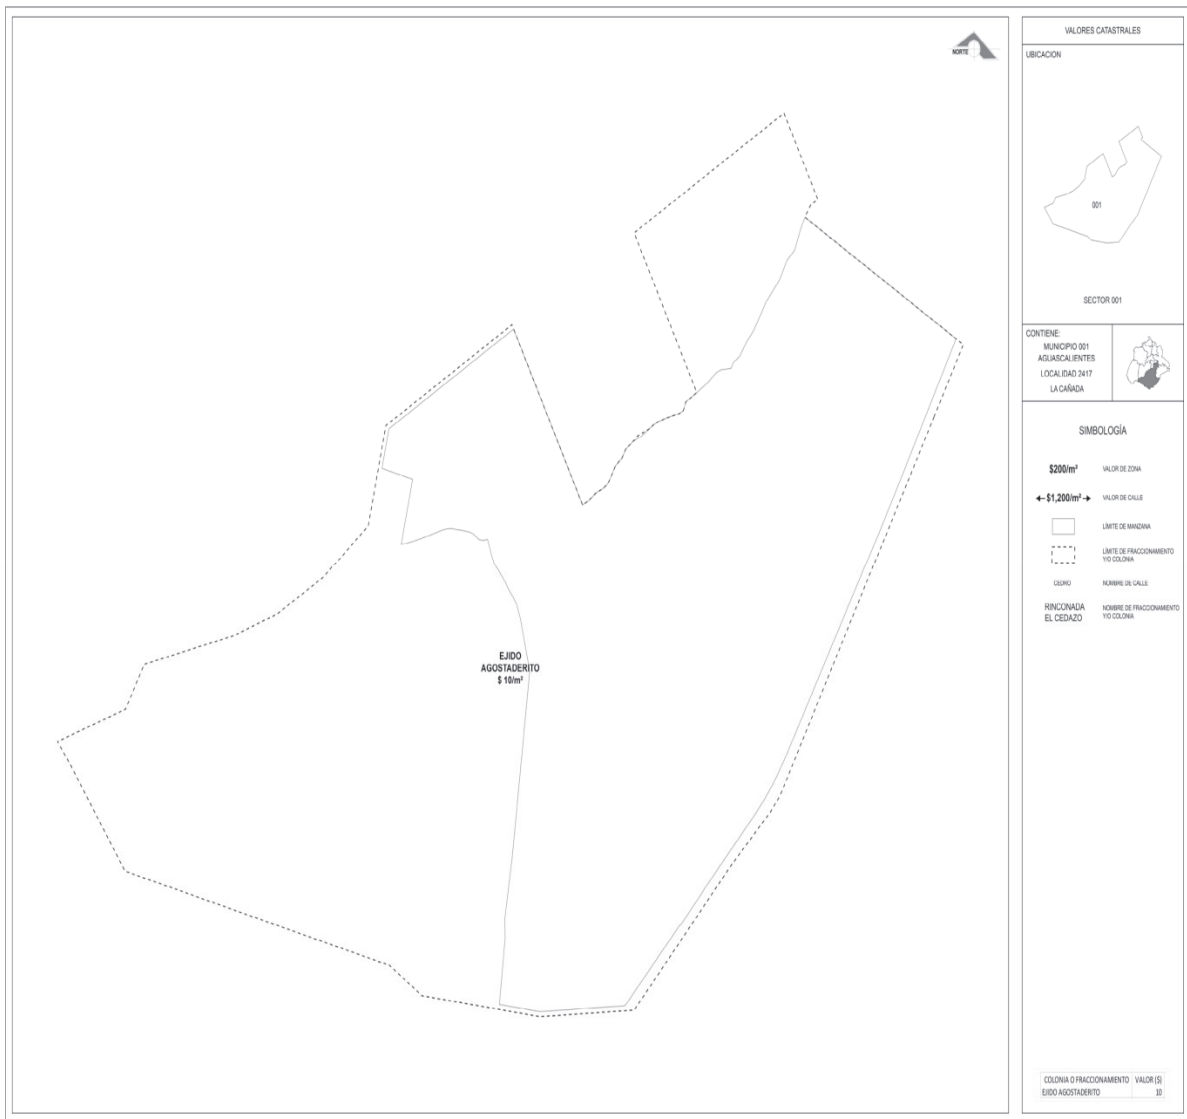 NORTE
EJIDO
AGOSTADERITO
$ 10/m²
VALORES CATASTRALES
UBICACION
001
SECTOR 001
CONTIENE:
MUNICIPIO 001
AGUASCALIENTES
LOCALIDAD 2417
LA CAÑADA
SIMBOLOGÍA
$200/m² VALOR DE ZONA
$1,200/m² VALOR DE CALLE
LÍMITE DE MANZANA
LÍMITE DE FRACCIONAMIENTO
Y/O COLONIA
CEDRO NOMBRE DE CALLE
RINCONADA NOMBRE DE FRACCIONAMIENTO
EL CEDAZO Y/O COLONIA
COLONIA O FRACCIONAMIENTO VALOR ($)
EJIDO AGOSTADERITO 10